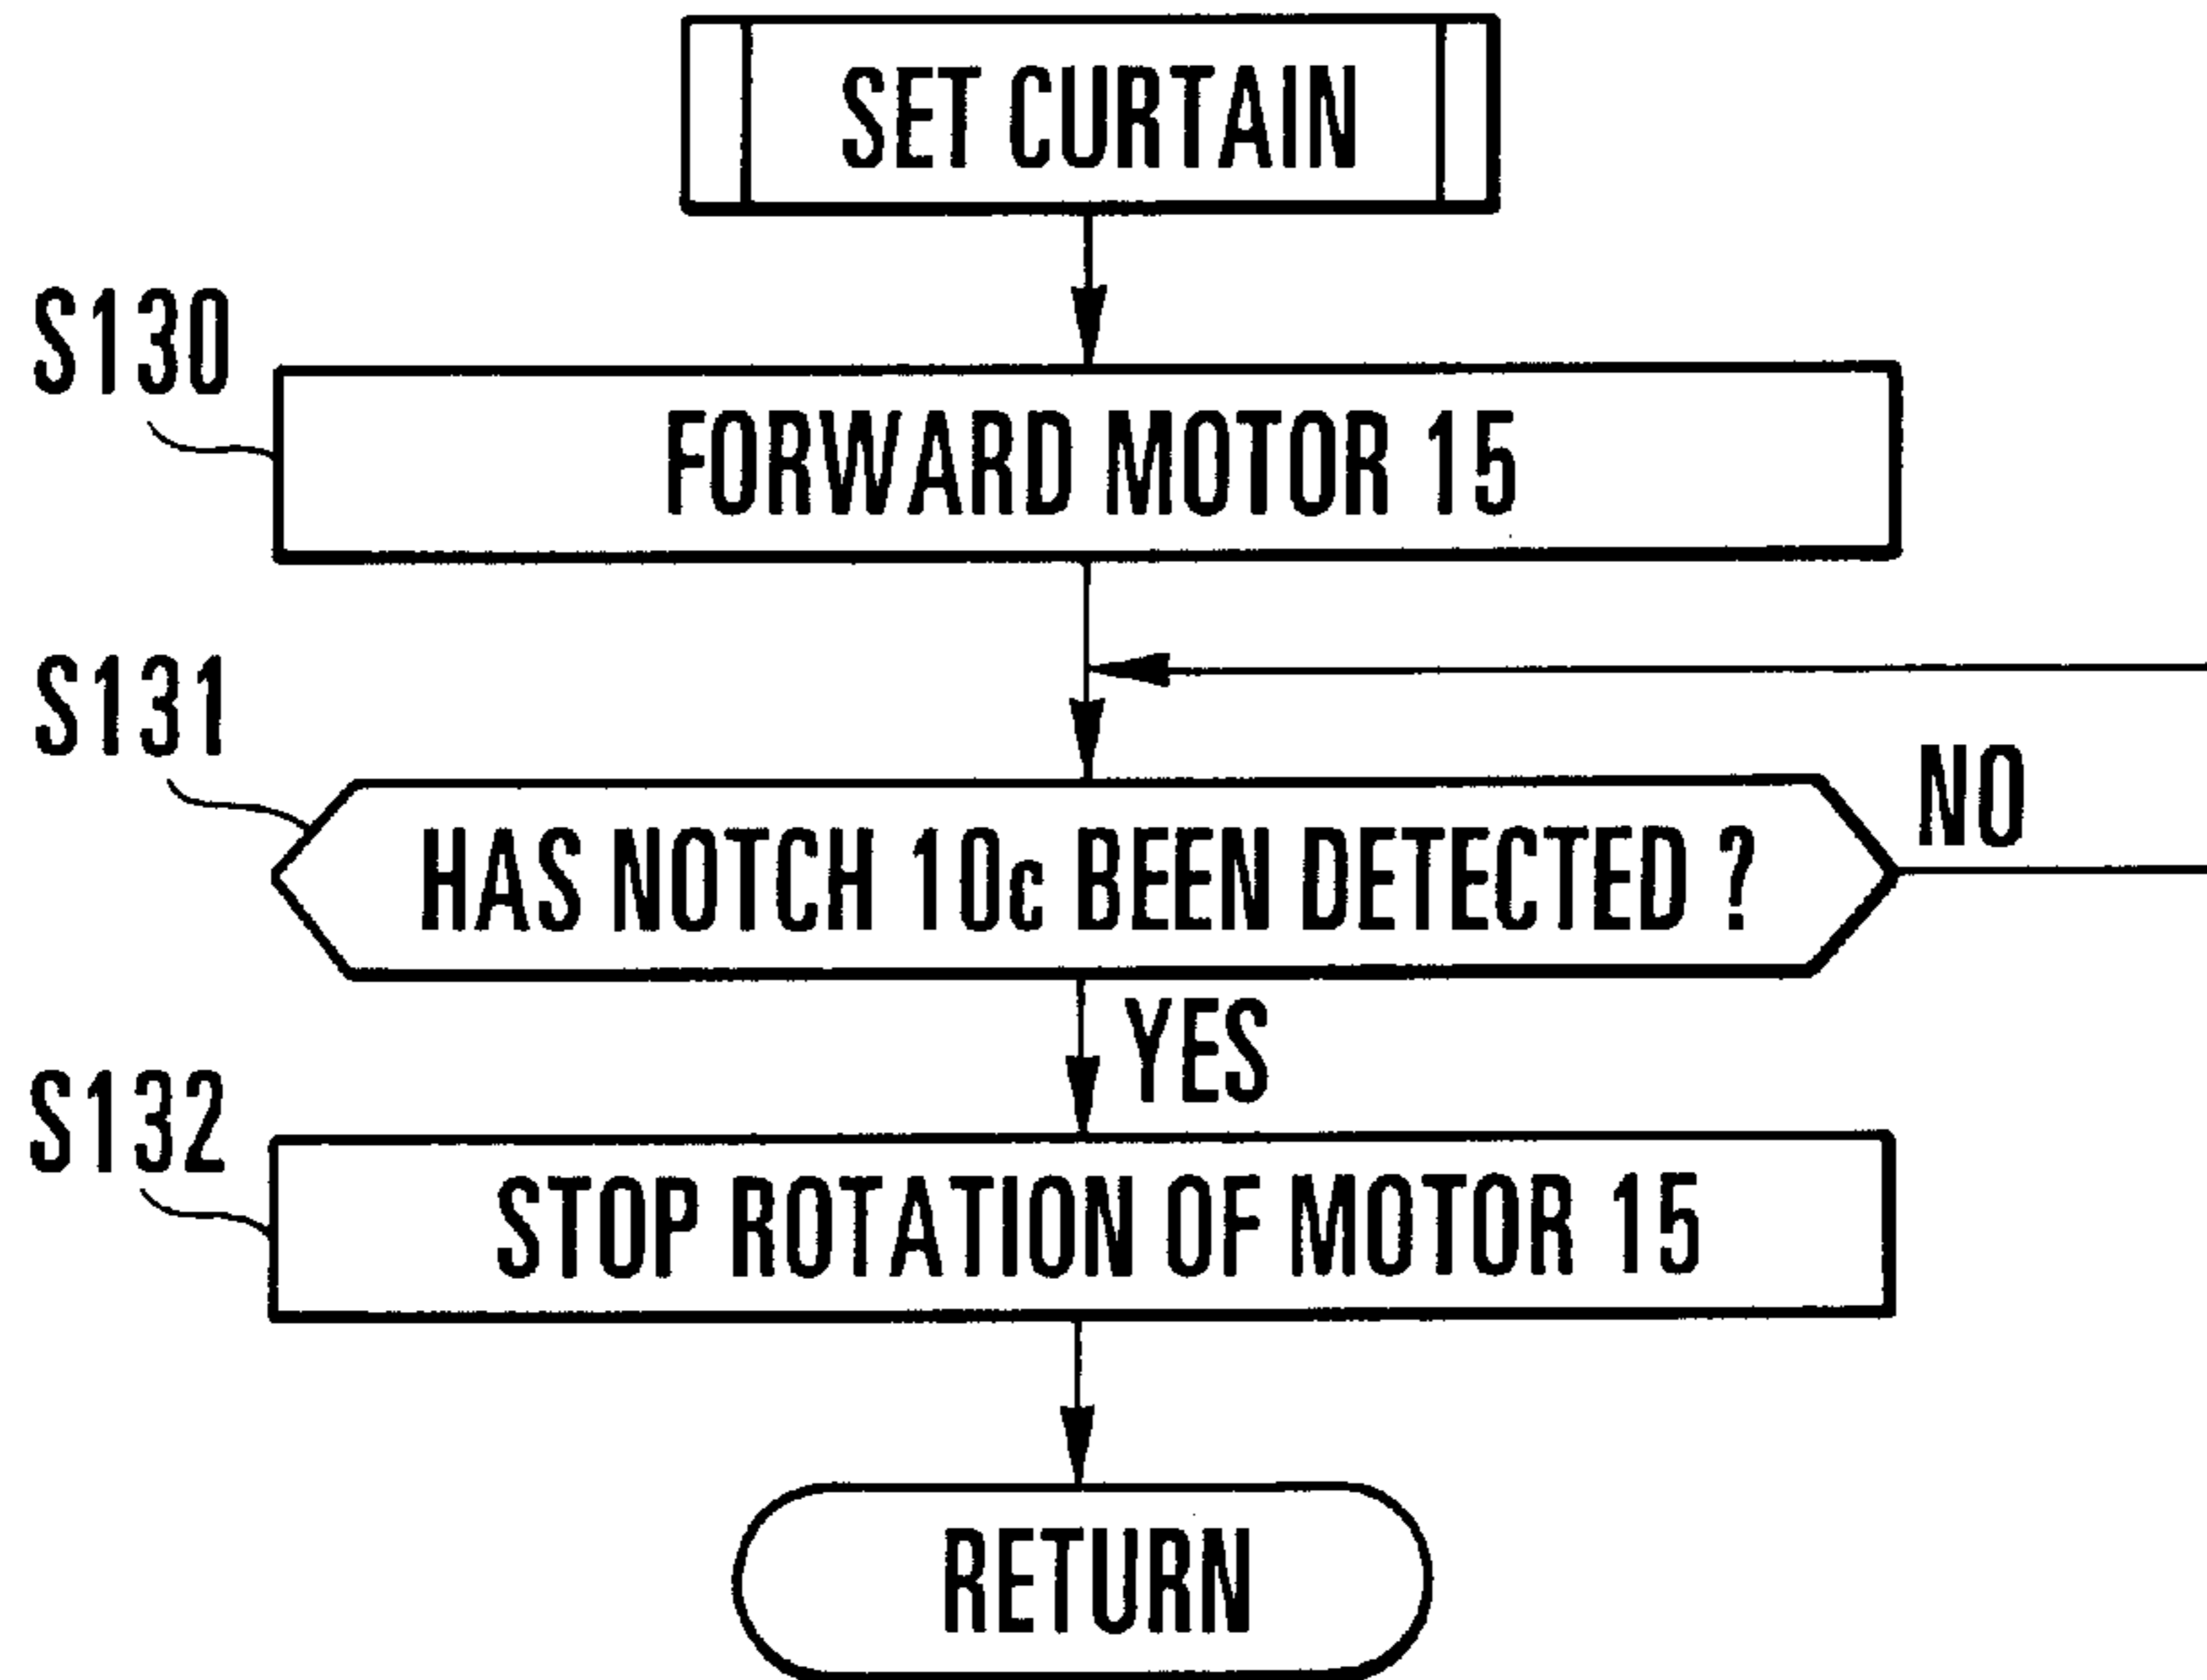 SET CURTAIN
S130
FORWARD MOTOR 15
S131
HAS NOTCH 10c BEEN DETECTED ?
NO
YES
S132
STOP ROTATION OF MOTOR 15
RETURN